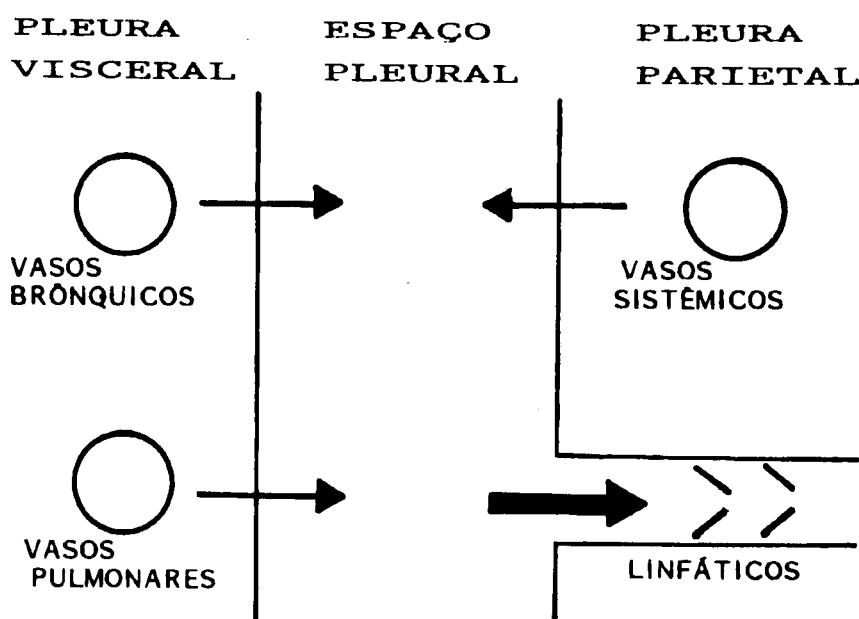 PLEURA
VISCERAL
ESPAÇO
PLEURAL
PLEURA
PARIETAL
VASOS
BRÔNQUICOS
VASOS
SISTÊMICOS
VASOS
PULMONARES
LINFÁTICOS